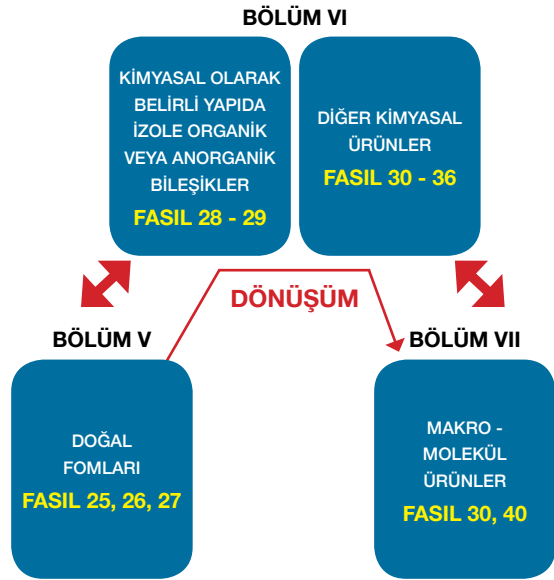 BÖLÜM VI
KİMYASAL OLARAK
BELİRLİ YAPIDA
İZOLE ORGANİK
VEYA ANORGANİK
BİLEŞİKLER
FASIL 28 - 29
DİĞER KİMYASAL
ÜRÜNLER
FASIL 30 - 36
DÖNÜŞÜM
BÖLÜM V
DOĞAL
FOMLARI
FASIL 25, 26, 27
BÖLÜM VII
MAKRO -
MOLEKÜL
ÜRÜNLER
FASIL 30, 40